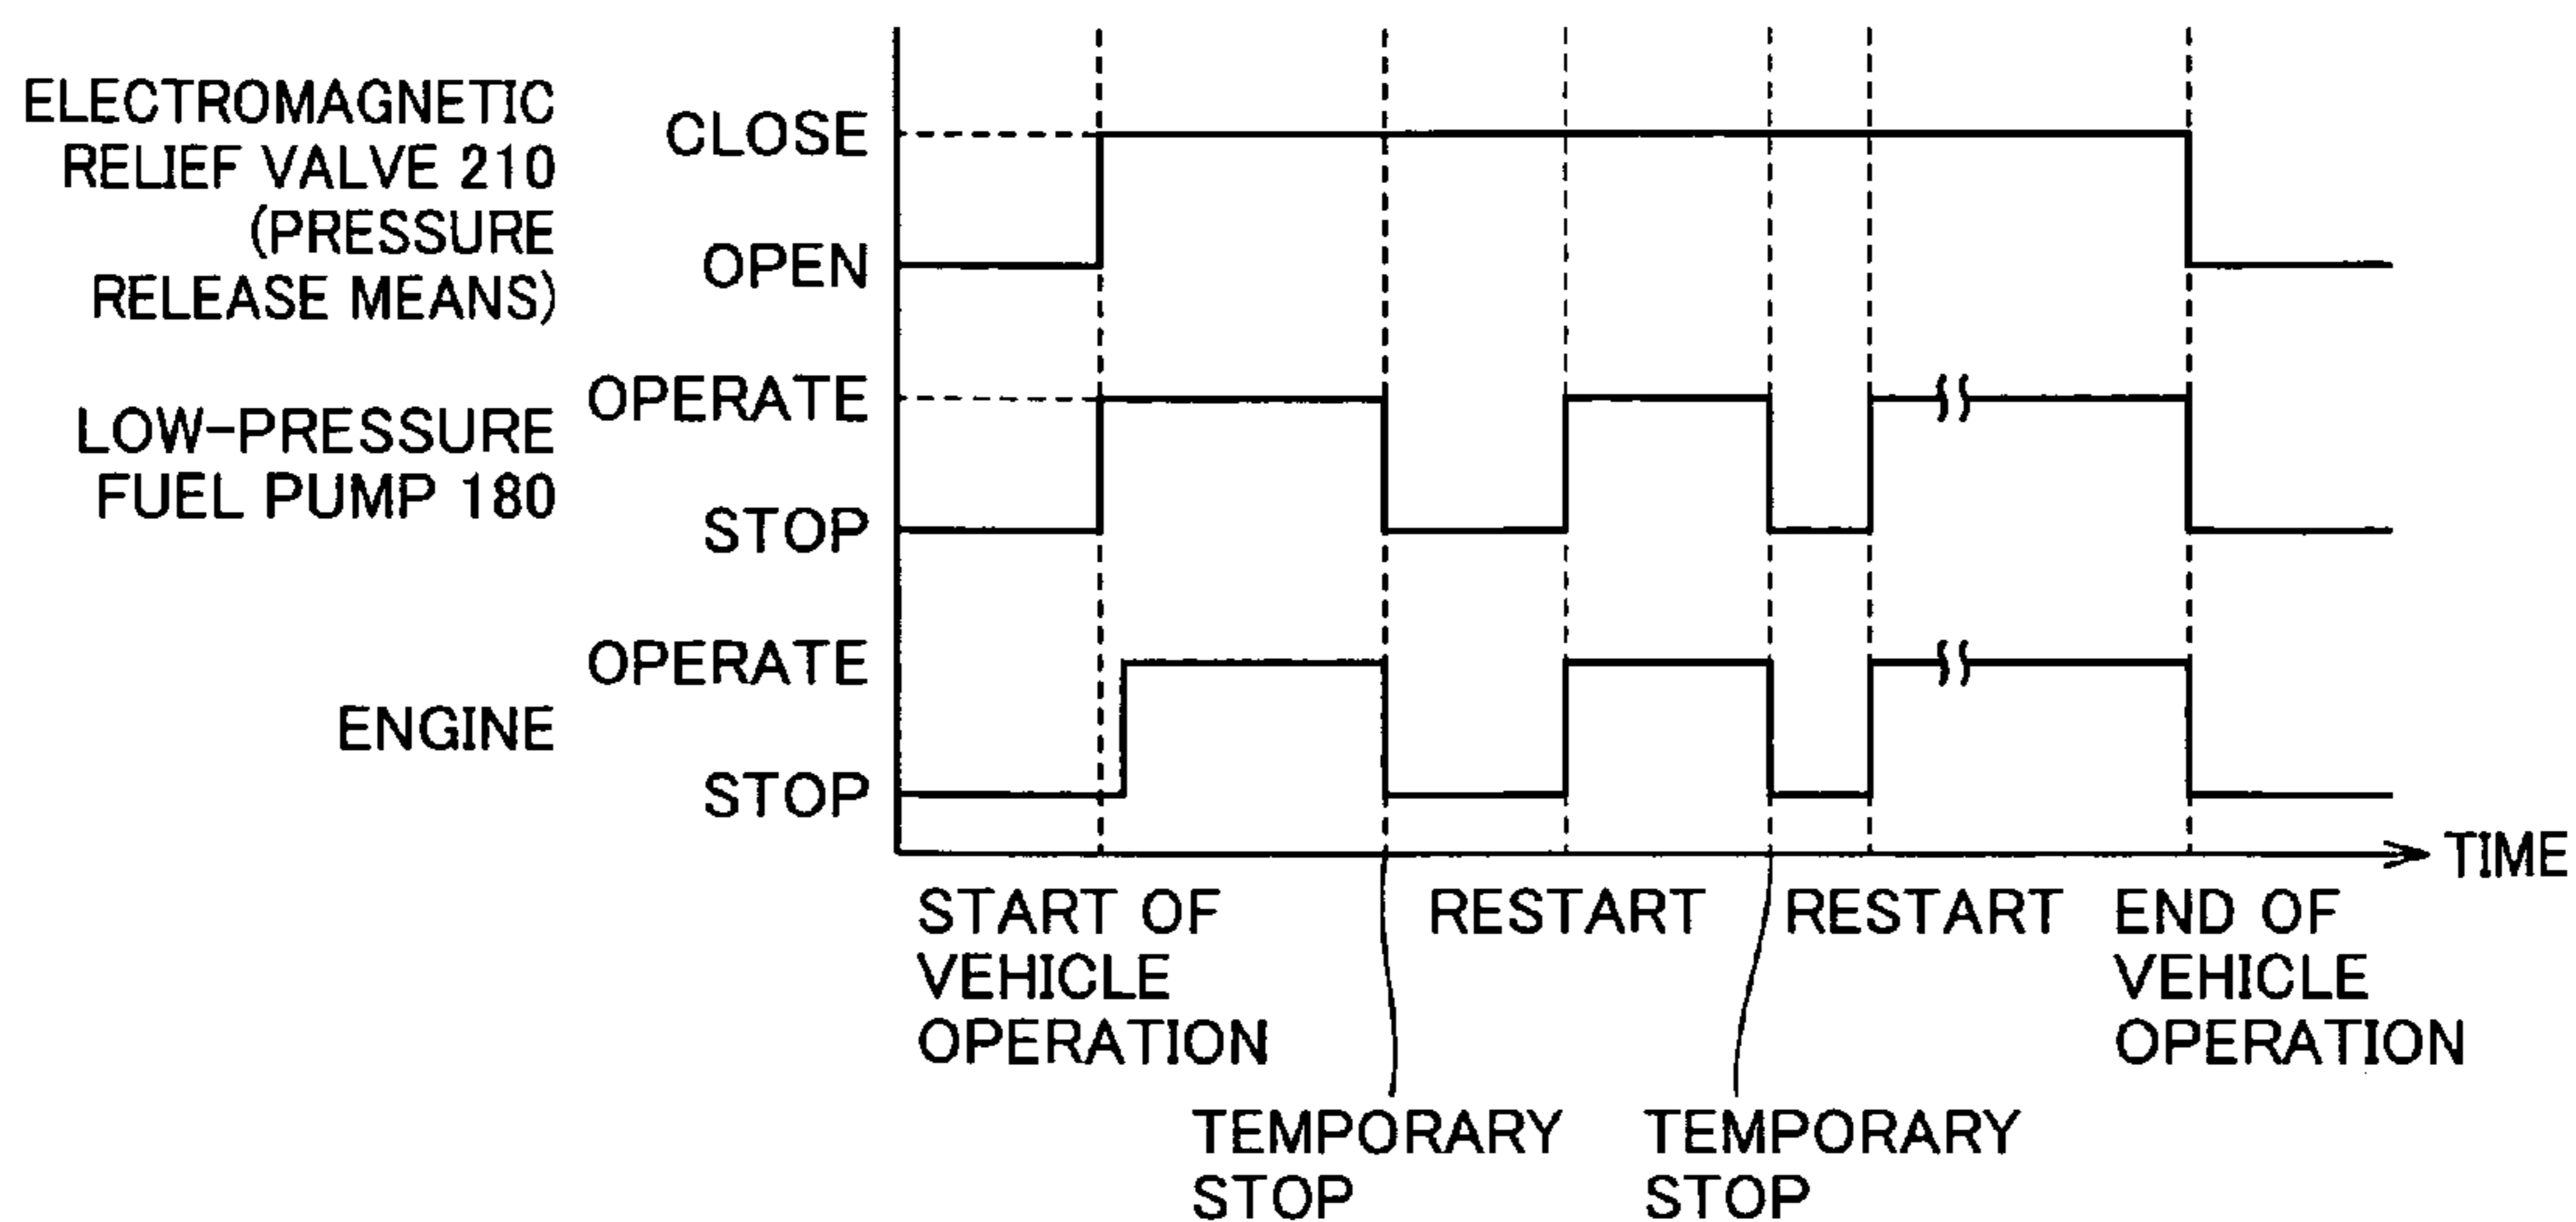 ELECTROMAGNETIC
RELIEF VALVE 210
(PRESSURE
RELEASE MEANS)
CLOSE
OPEN
LOW-PRESSURE
FUEL PUMP 180
OPERATE
STOP
ENGINE
OPERATE
STOP
TIME
START OF
VEHICLE
OPERATION
TEMPORARY
STOP
RESTART
TEMPORARY
STOP
RESTART
END OF
VEHICLE
OPERATION